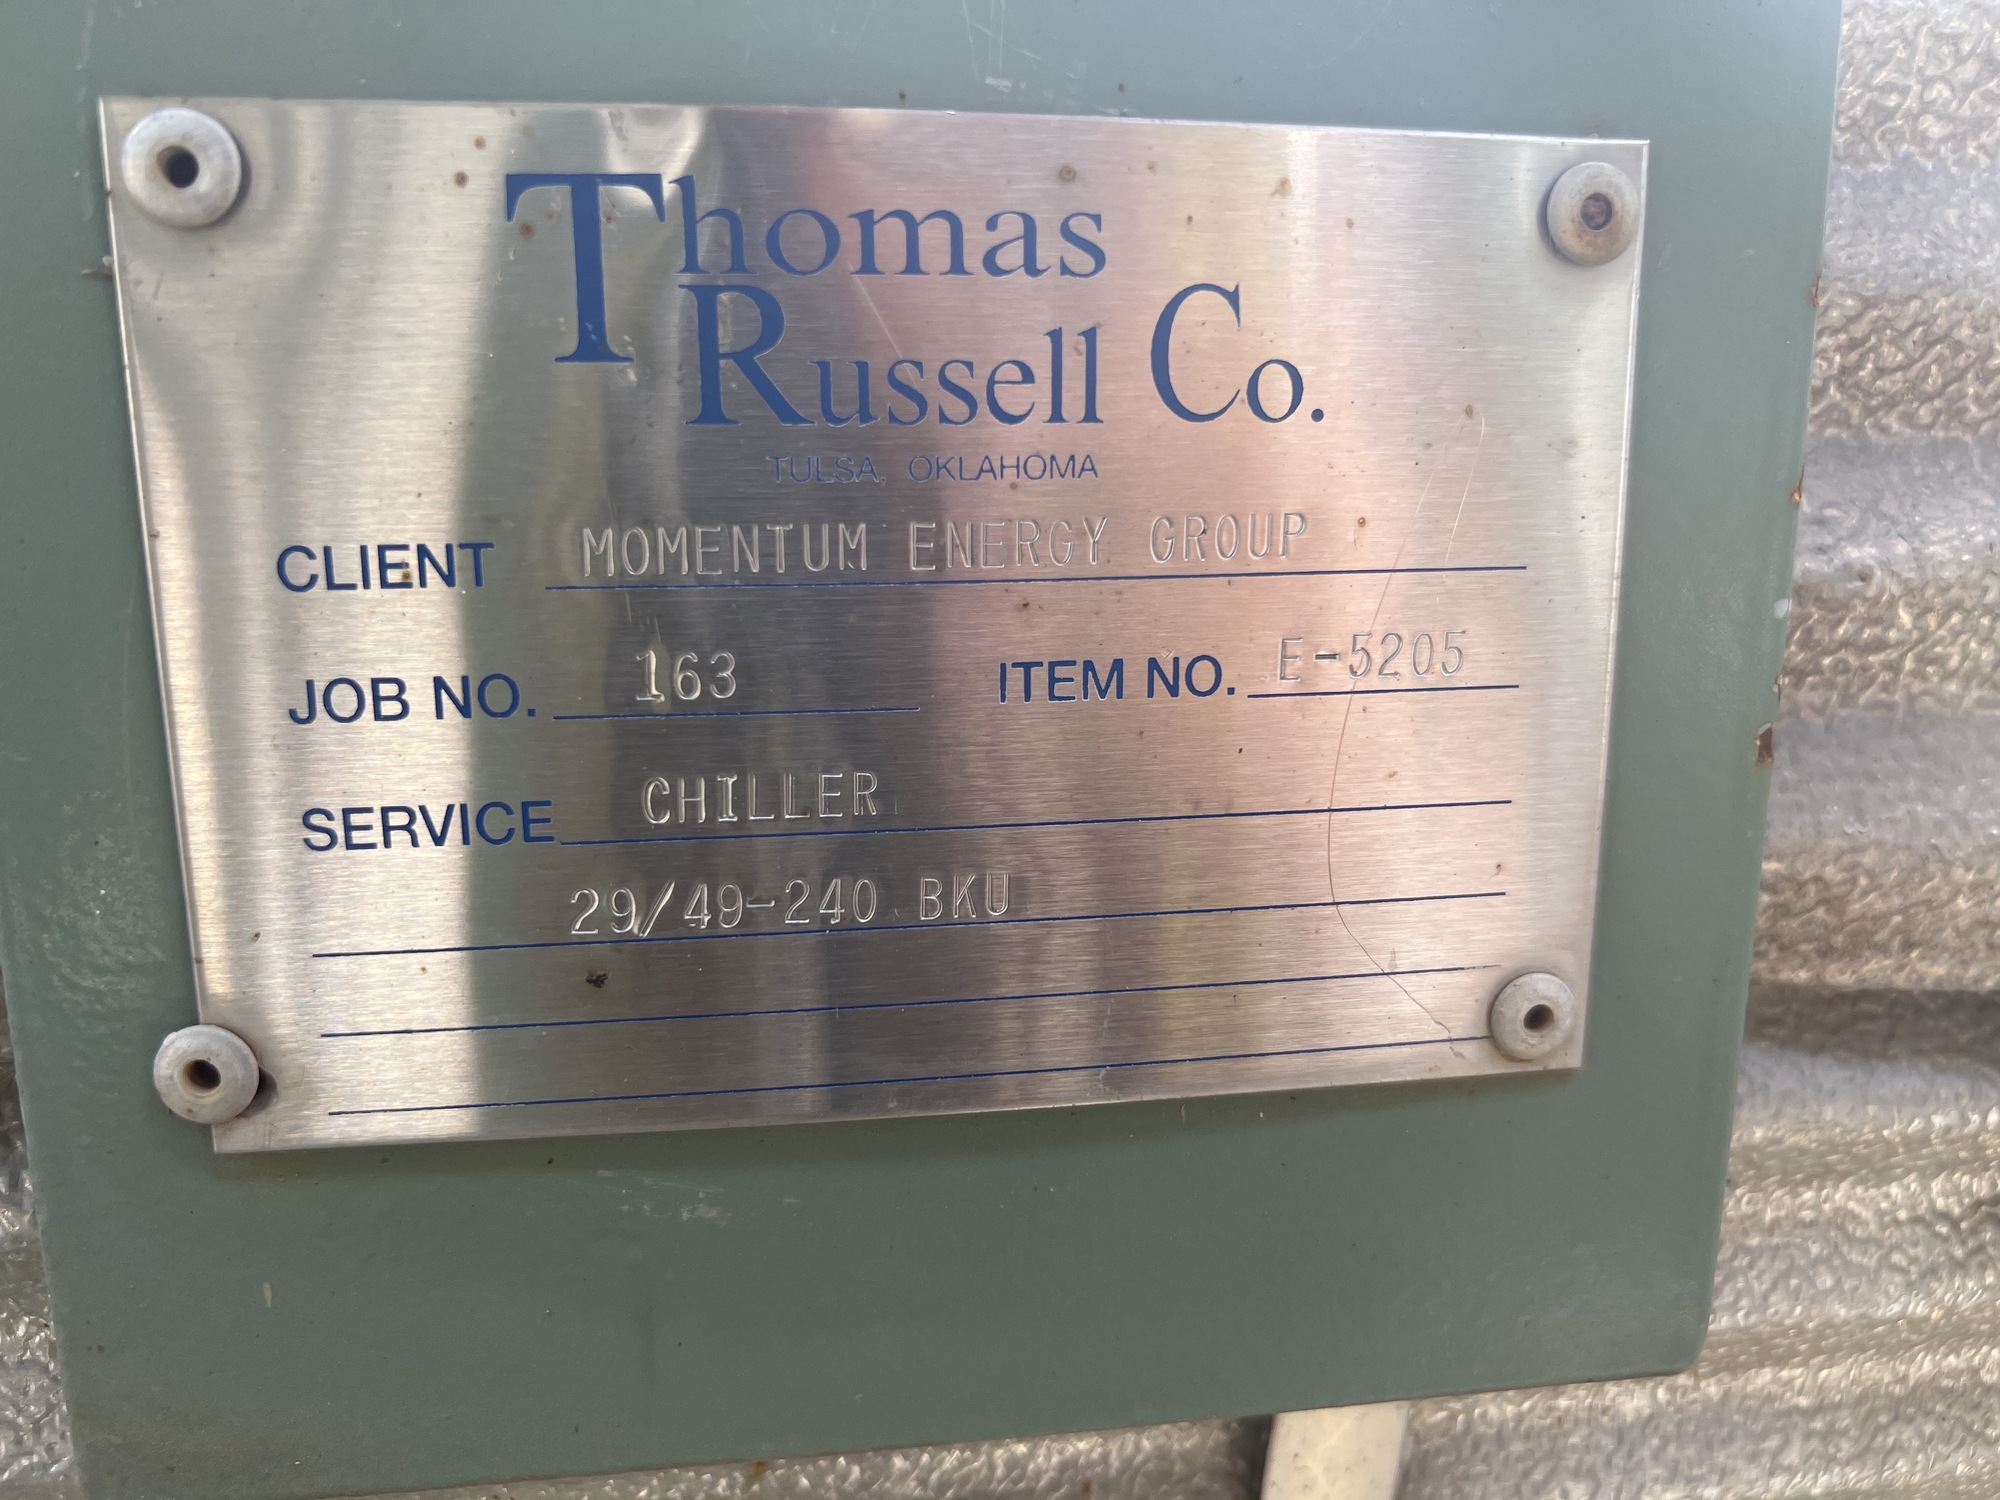 Thomas
Russell Co.
TULSA, OKLAHOMA
CLIENT MOMENTUM ENERGY GROUP
JOB NO. 163 ITEM NO. E-5205
SERVICE CHILLER
29/49-240 BKU